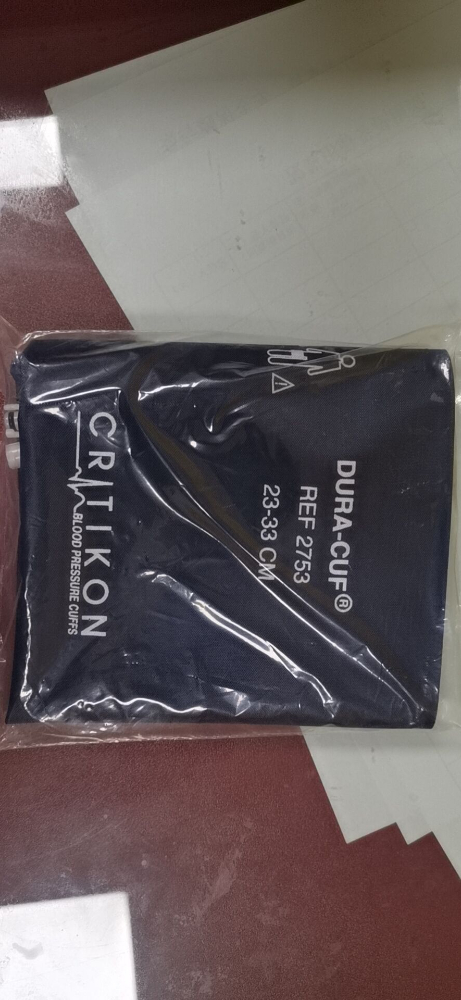 DURA-CUF®
REF 2753
23-33 CM
CRITIKON
BLOOD PRESSURE CUFFS